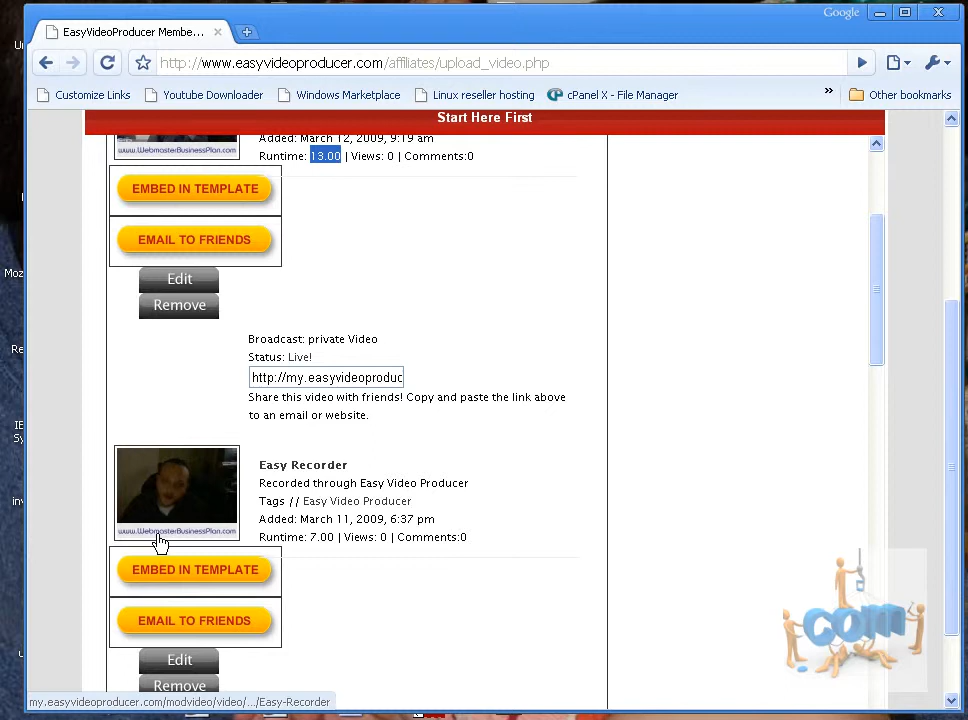 Google
EasyVideoProducer Membe...
http://www.easyvideoproducer.com/affiliates/upload_video.php
Customize Links
Youtube Downloader
Windows Marketplace
Linux reseller hosting
cPanel X - File Manager
»
Other bookmarks
Start Here First
www.WebmasterBusinessPlan.com
Added: March 12, 2009, 9:19 am
Runtime: 13.00 | Views: 0 | Comments:0
EMBED IN TEMPLATE
EMAIL TO FRIENDS
Edit
Remove
Broadcast: private Video
Status: Live!
http://my.easyvideoproduc
Share this video with friends! Copy and paste the link above
to an email or website.
www.WebmasterBusinessPlan.com
Easy Recorder
Recorded through Easy Video Producer
Tags // Easy Video Producer
Added: March 11, 2009, 6:37 pm
Runtime: 7.00 | Views: 0 | Comments:0
EMBED IN TEMPLATE
EMAIL TO FRIENDS
Edit
Remove
my.easyvideoproducer.com/modvideo/video/.../Easy-Recorder
com
Moz
Re
IE
Sy
inv